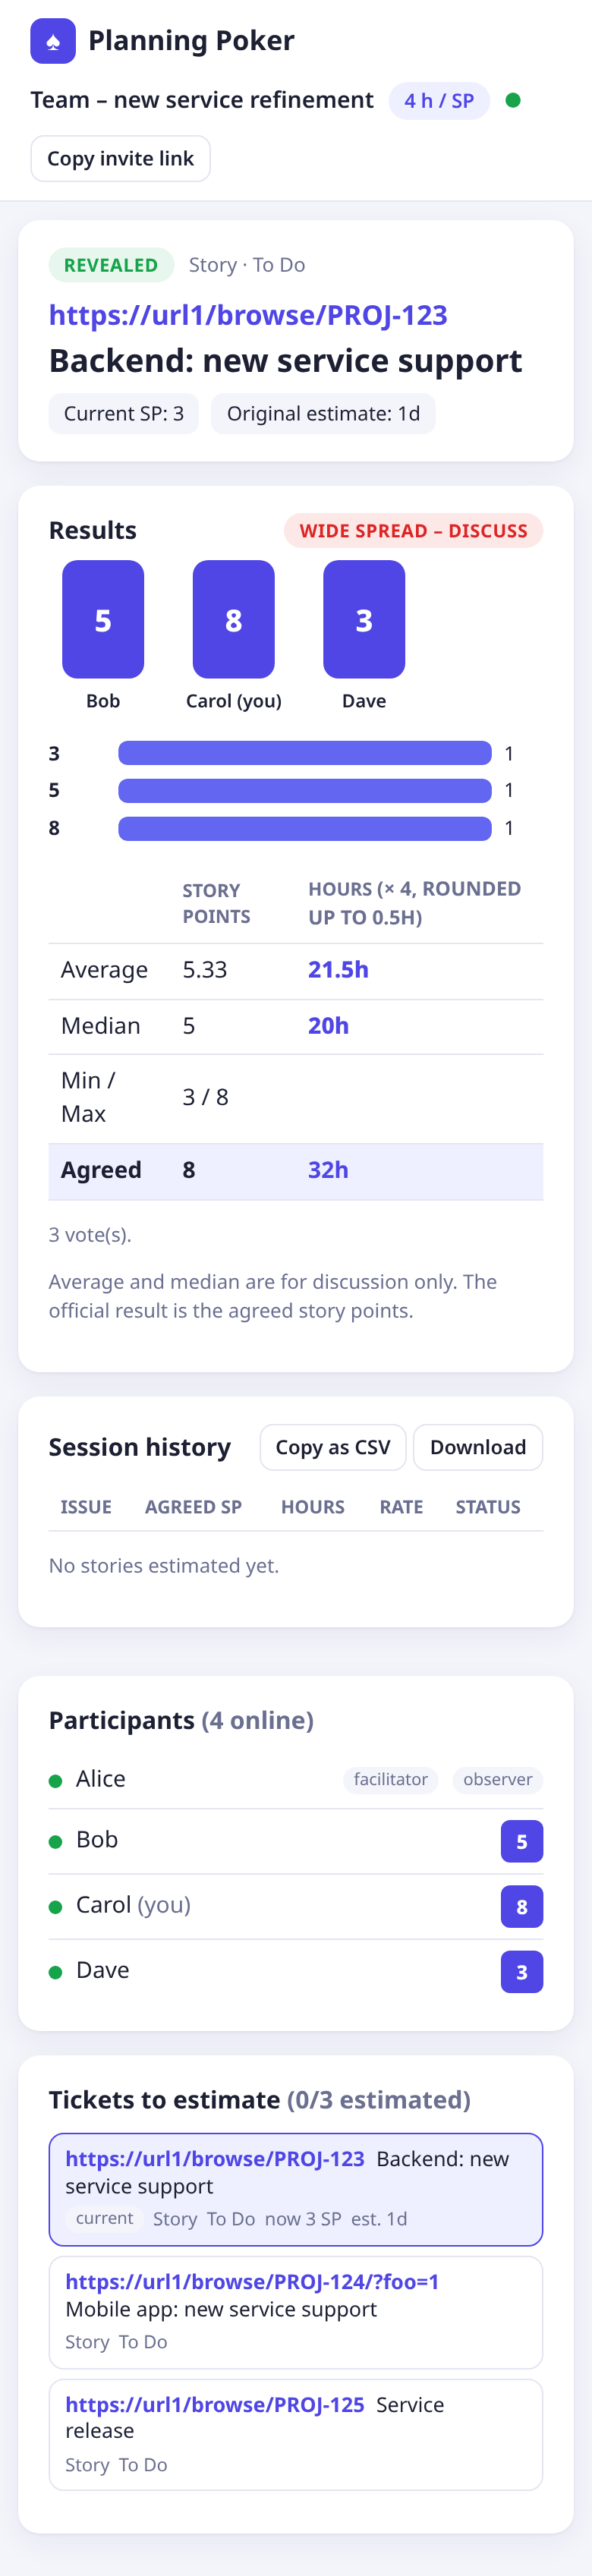 ♠ Planning Poker
Team – new service refinement 4 h / SP
Copy invite link
REVEALED Story · To Do
https://url1/browse/PROJ-123
Backend: new service support
Current SP: 3 Original estimate: 1d
Results WIDE SPREAD – DISCUSS
5 8 3
Bob Carol (you) Dave
3 1
5 1
8 1
STORY POINTS HOURS (× 4, ROUNDED UP TO 0.5H)
Average 5.33 21.5h
Median 5 20h
Min / Max 3 / 8
Agreed 8 32h
3 vote(s).
Average and median are for discussion only. The
official result is the agreed story points.
Session history Copy as CSV Download
ISSUE AGREED SP HOURS RATE STATUS
No stories estimated yet.
Participants (4 online)
Alice facilitator observer
Bob 5
Carol (you) 8
Dave 3
Tickets to estimate (0/3 estimated)
https://url1/browse/PROJ-123 Backend: new
service support
current Story To Do now 3 SP est. 1d
https://url1/browse/PROJ-124/?foo=1
Mobile app: new service support
Story To Do
https://url1/browse/PROJ-125 Service
release
Story To Do